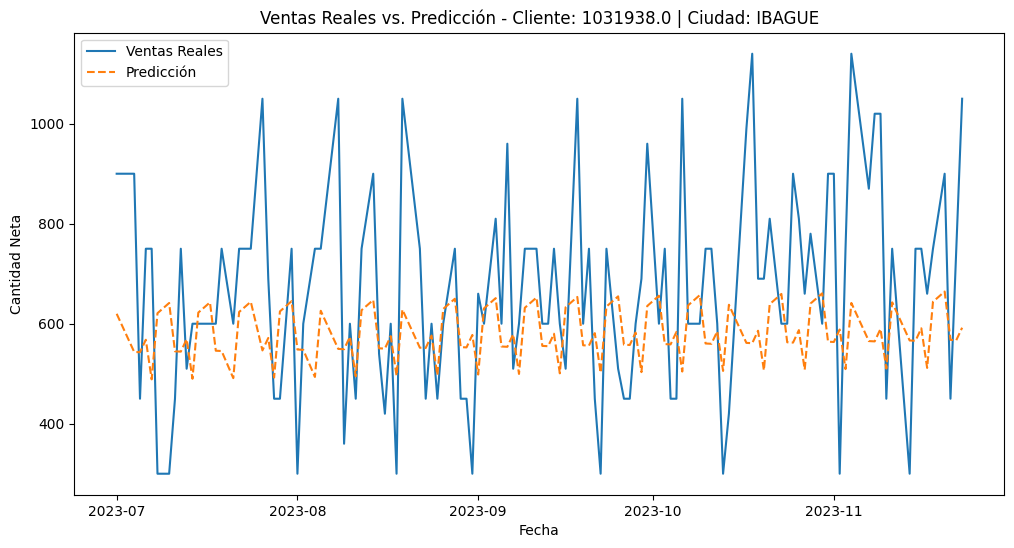 Ventas Reales vs. Predicción - Cliente: 1031938.0 | Ciudad: IBAGUE
Ventas Reales
Predicción
Cantidad Neta
1000
800
600
400
2023-07
2023-08
2023-09
2023-10
2023-11
Fecha